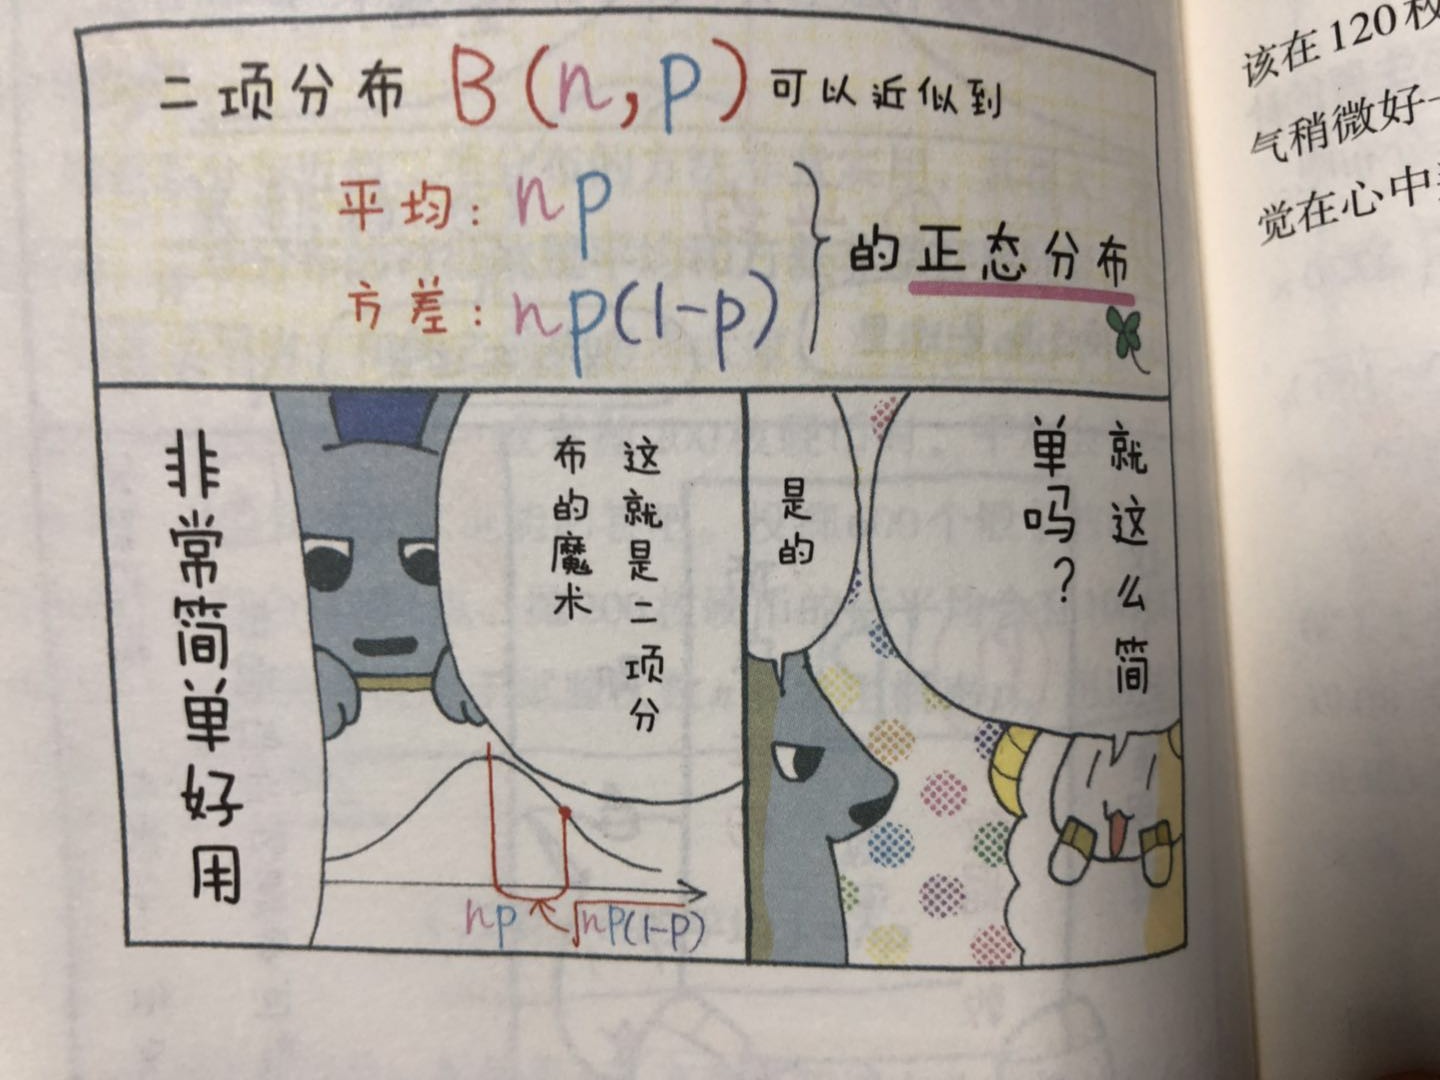 二项分布 B(n,p) 可以近似到
平均：np
方差：np(1-p)
的正态分布
就这么简
单吗？
是的
这就是二项分
布的魔术
非常简单好用
np
√np(1-p)
该在120枚
气稍微好一
觉在心中